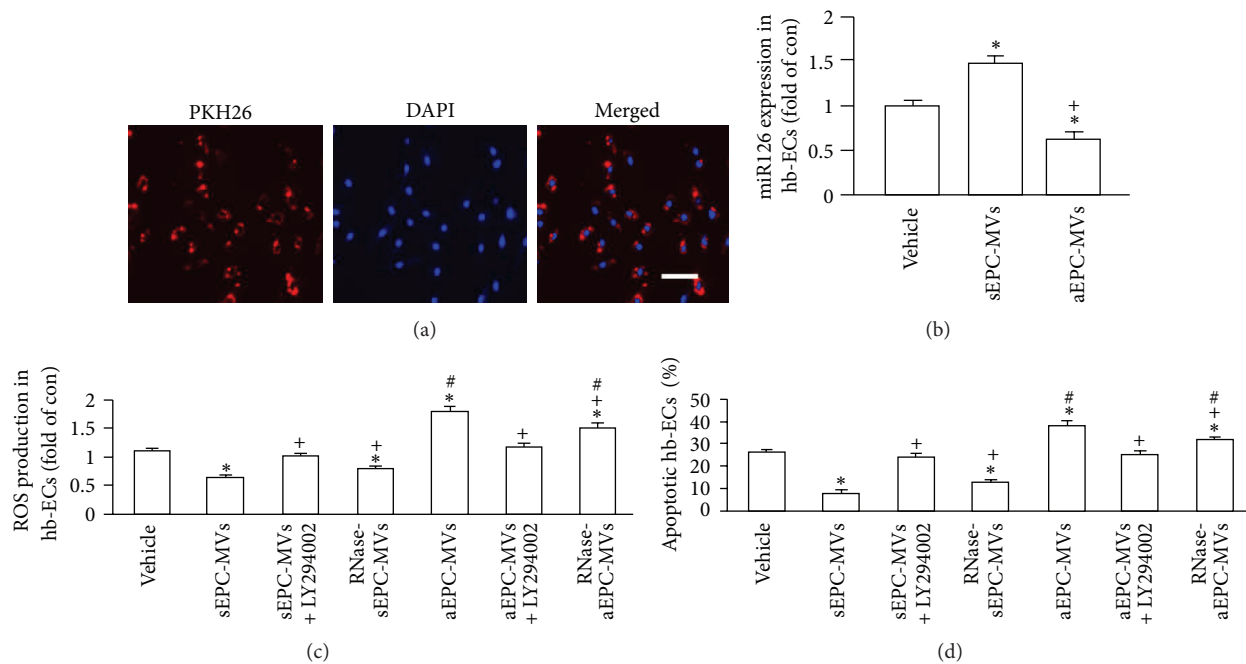 PKH26
DAPI
Merged
(a)
miR126 expression in
hb-ECs (fold of con)
2
1.5
1
0.5
0
*
+
*
Vehicle
sEPC-MVs
aEPC-MVs
(b)
ROS production in
hb-ECs (fold of con)
2
1.5
1
0.5
0
*
+
+
*
#
*
+
#
+
*
Vehicle
sEPC-MVs
sEPC-MVs
+ LY294002
RNase-
sEPC-MVs
aEPC-MVs
aEPC-MVs
+ LY294002
RNase-
aEPC-MVs
(c)
Apoptotic hb-ECs (%)
50
40
30
20
10
0
*
+
+
*
#
*
+
#
+
*
Vehicle
sEPC-MVs
sEPC-MVs
+ LY294002
RNase-
sEPC-MVs
aEPC-MVs
aEPC-MVs
+ LY294002
RNase-
aEPC-MVs
(d)